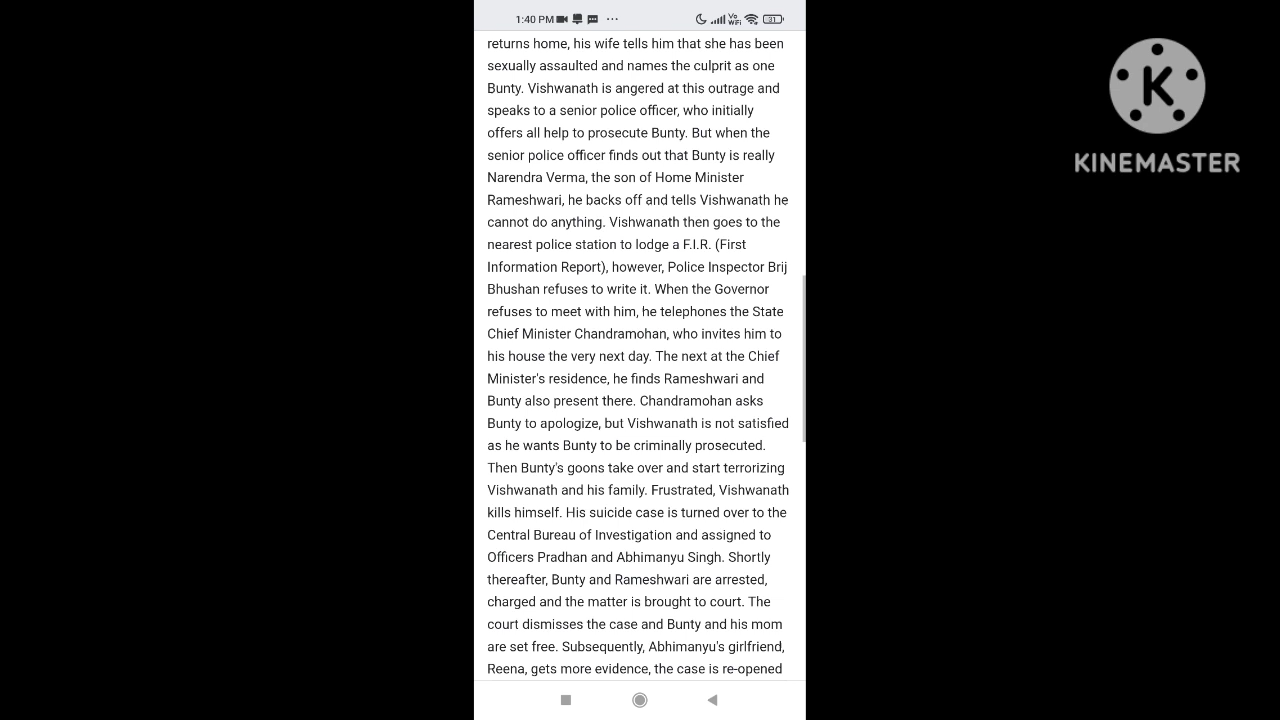 1:40 PM
Vo
WiFi
31
returns home, his wife tells him that she has been
sexually assaulted and names the culprit as one
Bunty. Vishwanath is angered at this outrage and
speaks to a senior police officer, who initially
offers all help to prosecute Bunty. But when the
senior police officer finds out that Bunty is really
Narendra Verma, the son of Home Minister
Rameshwari, he backs off and tells Vishwanath he
cannot do anything. Vishwanath then goes to the
nearest police station to lodge a F.I.R. (First
Information Report), however, Police Inspector Brij
Bhushan refuses to write it. When the Governor
refuses to meet with him, he telephones the State
Chief Minister Chandramohan, who invites him to
his house the very next day. The next at the Chief
Minister's residence, he finds Rameshwari and
Bunty also present there. Chandramohan asks
Bunty to apologize, but Vishwanath is not satisfied
as he wants Bunty to be criminally prosecuted.
Then Bunty's goons take over and start terrorizing
Vishwanath and his family. Frustrated, Vishwanath
kills himself. His suicide case is turned over to the
Central Bureau of Investigation and assigned to
Officers Pradhan and Abhimanyu Singh. Shortly
thereafter, Bunty and Rameshwari are arrested,
charged and the matter is brought to court. The
court dismisses the case and Bunty and his mom
are set free. Subsequently, Abhimanyu's girlfriend,
Reena, gets more evidence, the case is re-opened
K
KINEMASTER